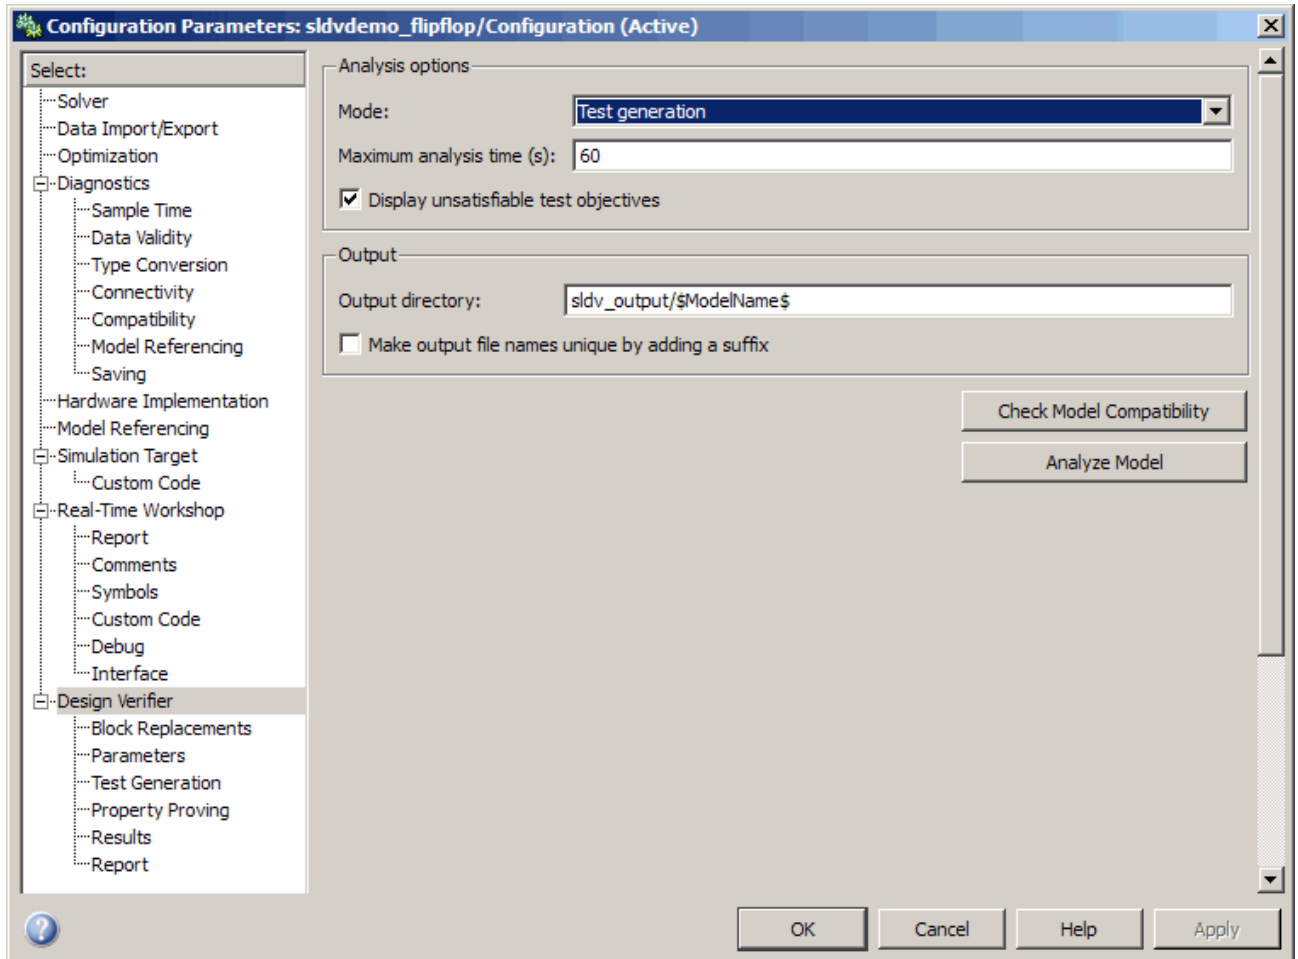 Configuration Parameters: sldvdemo_flipflop/Configuration (Active)
Select:
Solver
Data Import/Export
Optimization
Diagnostics
Sample Time
Data Validity
Type Conversion
Connectivity
Compatibility
Model Referencing
Saving
Hardware Implementation
Model Referencing
Simulation Target
Custom Code
Real-Time Workshop
Report
Comments
Symbols
Custom Code
Debug
Interface
Design Verifier
Block Replacements
Parameters
Test Generation
Property Proving
Results
Report
Analysis options
Mode: Test generation
Maximum analysis time (s): 60
Display unsatisfiable test objectives
Output
Output directory: sldv_output/$ModelName$
Make output file names unique by adding a suffix
Check Model Compatibility
Analyze Model
OK Cancel Help Apply